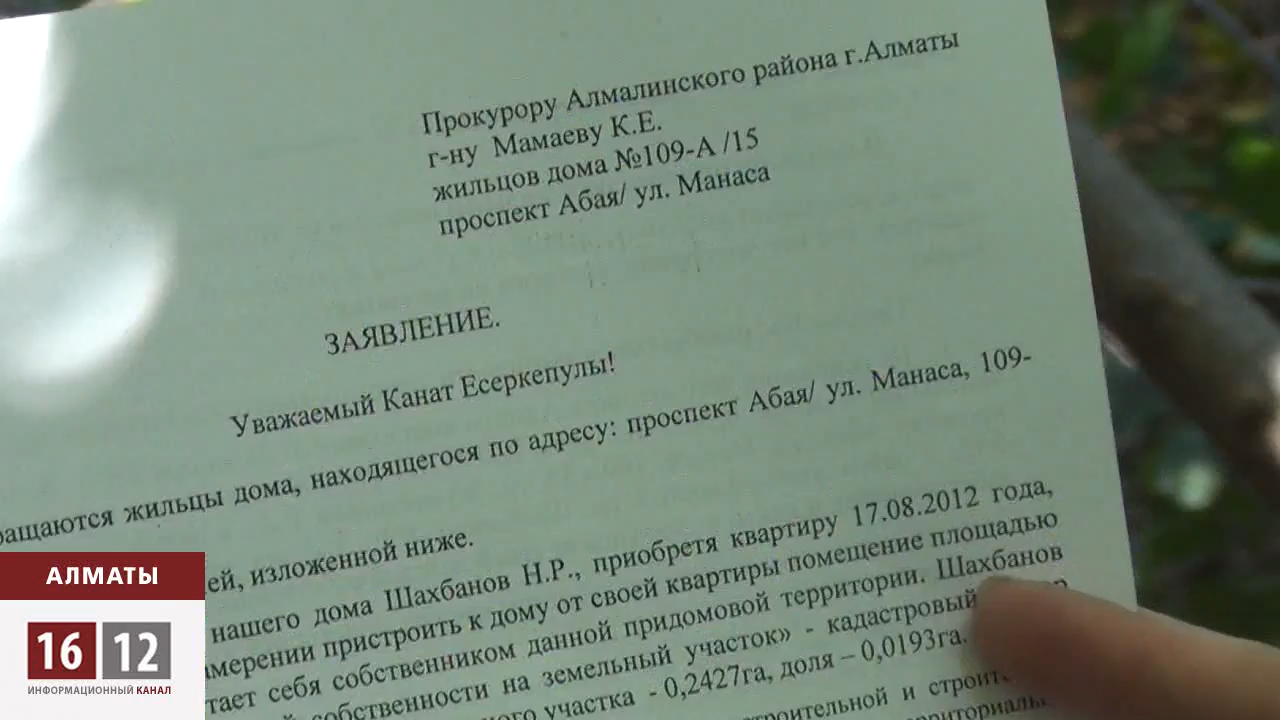 Прокурору Алмалинского района г.Алматы
г-ну Мамаеву К.Е.
жильцов дома №109-А /15
проспект Абая/ ул. Манаса
ЗАЯВЛЕНИЕ.
Уважаемый Канат Есеркепулы!
ращаются жильцы дома, находящегося по адресу: проспект Абая/ ул. Манаса, 109-
ей, изложенной ниже.
нашего дома Шахбанов Н.Р., приобретя квартиру 17.08.2012 года,
мерении пристроить к дому от своей квартиры помещение площадью
тает себя собственником данной придомовой территории. Шахбанов
собственности на земельный участок» - кадастровый
ного участка - 0,2427га, доля – 0,0193га.
троительной и
АЛМАТЫ
16 12
ИНФОРМАЦИОННЫЙ КАНАЛ